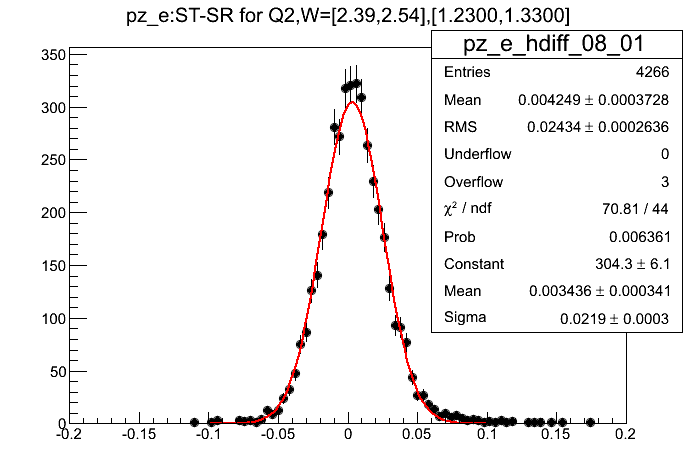 pz_e:ST-SR for Q2,W=[2.39,2.54],[1.2300,1.3300]
pz_e_hdiff_08_01
Entries 4266
Mean 0.004249 ± 0.0003728
RMS 0.02434 ± 0.0002636
Underflow 0
Overflow 3
χ² / ndf 70.81 / 44
Prob 0.006361
Constant 304.3 ± 6.1
Mean 0.003436 ± 0.000341
Sigma 0.0219 ± 0.0003
350
300
250
200
150
100
50
0
-0.2 -0.15 -0.1 -0.05 0 0.05 0.1 0.15 0.2